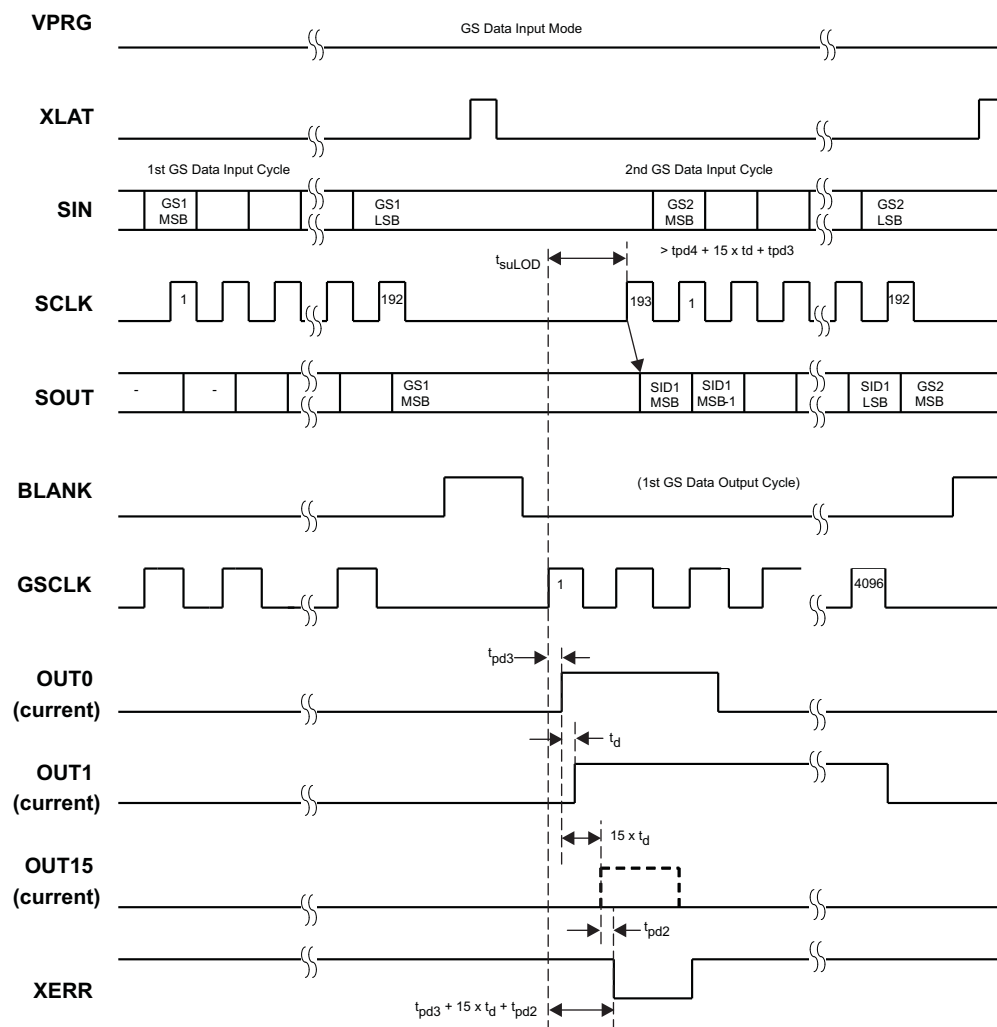 VPRG
GS Data Input Mode
XLAT
1st GS Data Input Cycle
2nd GS Data Input Cycle
SIN
GS1
MSB
GS1
LSB
GS2
MSB
GS2
LSB
tsuLOD
> tpd4 + 15 x td + tpd3
SCLK
1
192
193
1
192
SOUT
-
-
GS1
MSB
SID1
MSB
SID1
MSB-1
SID1
LSB
GS2
MSB
BLANK
(1st GS Data Output Cycle)
GSCLK
1
4096
tpd3
OUT0
(current)
td
OUT1
(current)
15 x td
OUT15
(current)
tpd2
XERR
tpd3 + 15 x td + tpd2